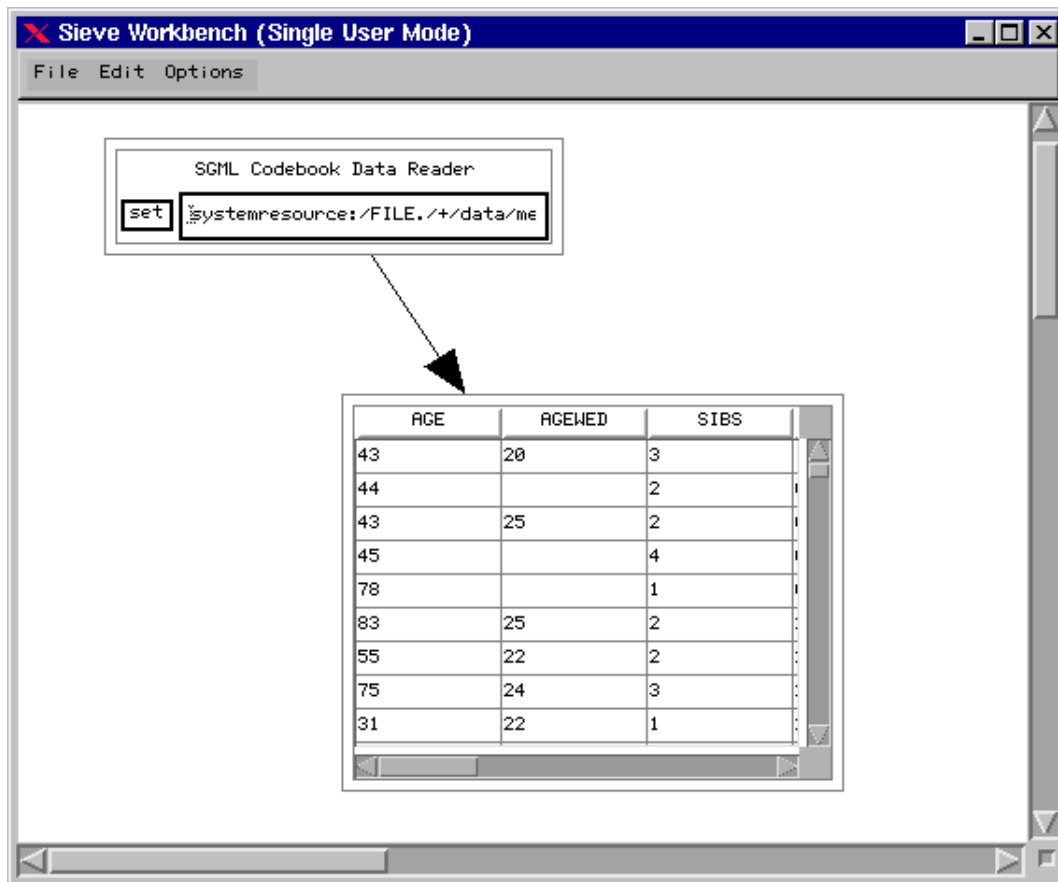 Sieve Workbench (Single User Mode)
File Edit Options
SGML Codebook Data Reader
set systemresource:/FILE./+/data/me
AGE AGEWED SIBS
43 20 3
44 2
43 25 2
45 4
78 1
83 25 2
55 22 2
75 24 3
31 22 1